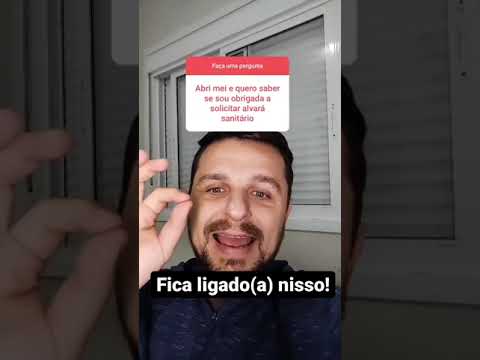 Faça uma pergunta
Abri mei e quero saber
se sou obrigada a
solicitar alvará
sanitário
Fica ligado(a) nisso!